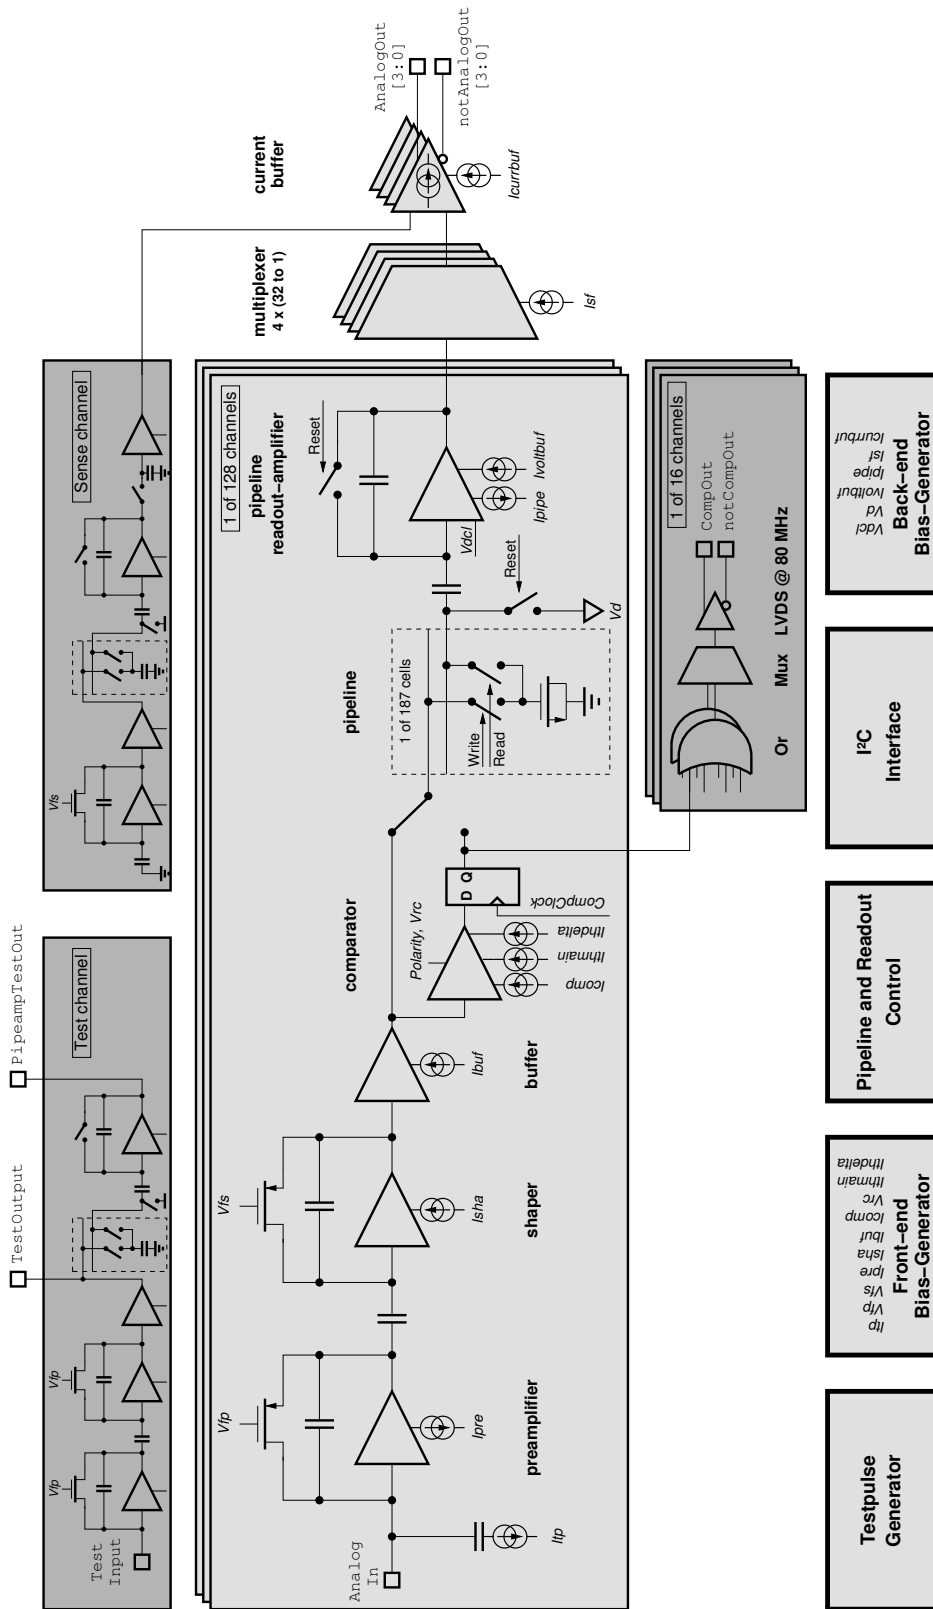 Test
Input
Vfp
Vfp
TestOutput
PipeampTestOut
Test channel
Vfs
Sense channel
current
buffer
AnalogOut
[3:0]
notAnalogOut
[3:0]
Icurrbuf
multiplexer
4 x (32 to 1)
Isf
1 of 128 channels
pipeline
readout−amplifier
Reset
Vdcl
Ipipe
Ivoltbuf
Reset
Vd
pipeline
1 of 187 cells
Write
Read
comparator
Polarity, Vrc
D Q
CompClock
Icomp
Ithmain
Ithdelta
buffer
Ibuf
shaper
Vfs
Isha
preamplifier
Vfp
Ipre
Analog
In
Itp
1 of 16 channels
CompOut
notCompOut
Or
Mux
LVDS @ 80 MHz
Testpulse
Generator
Itp
Vfp
Vfs
Ipre
Isha
Ibuf
Icomp
Vrc
Ithmain
Ithdelta
Front−end
Bias−Generator
Pipeline and Readout
Control
I²C
Interface
Vdcl
Vd
Ivoltbuf
Ipipe
Isf
Icurrbuf
Back−end
Bias−Generator